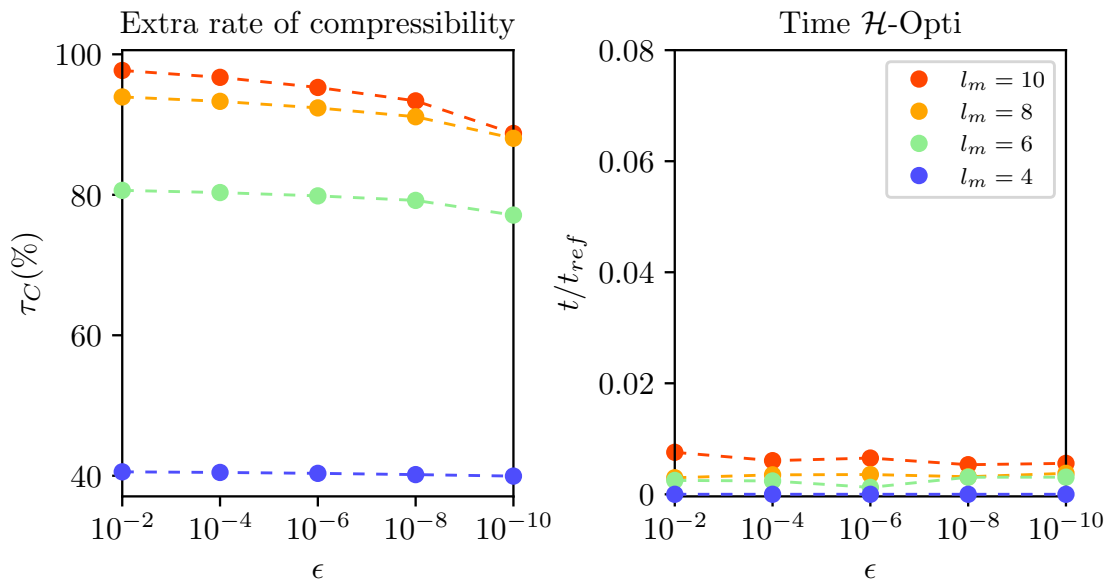 Extra rate of compressibility
100
80
60
40
τ_C(%)
10^{-2}
10^{-4}
10^{-6}
10^{-8}
10^{-10}
ϵ
Time ℋ-Opti
0.08
0.06
0.04
0.02
0
t/t_{ref}
l_m = 10
l_m = 8
l_m = 6
l_m = 4
10^{-2}
10^{-4}
10^{-6}
10^{-8}
10^{-10}
ϵ